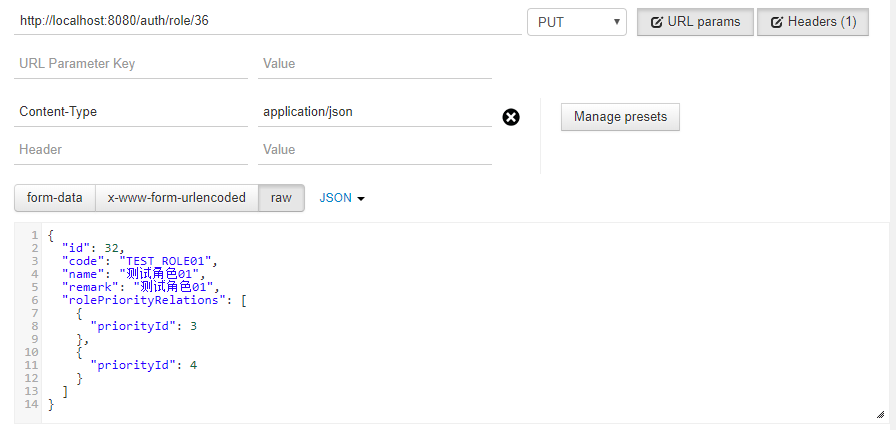 http://localhost:8080/auth/role/36 PUT URL params Headers (1)
URL Parameter Key Value
Content-Type application/json Manage presets
Header Value
form-data x-www-form-urlencoded raw JSON
1 {
2 "id": 32,
3 "code": "TEST_ROLE01",
4 "name": "测试角色01",
5 "remark": "测试角色01",
6 "rolePriorityRelations": [
7 {
8 "priorityId": 3
9 },
10 {
11 "priorityId": 4
12 }
13 ]
14 }